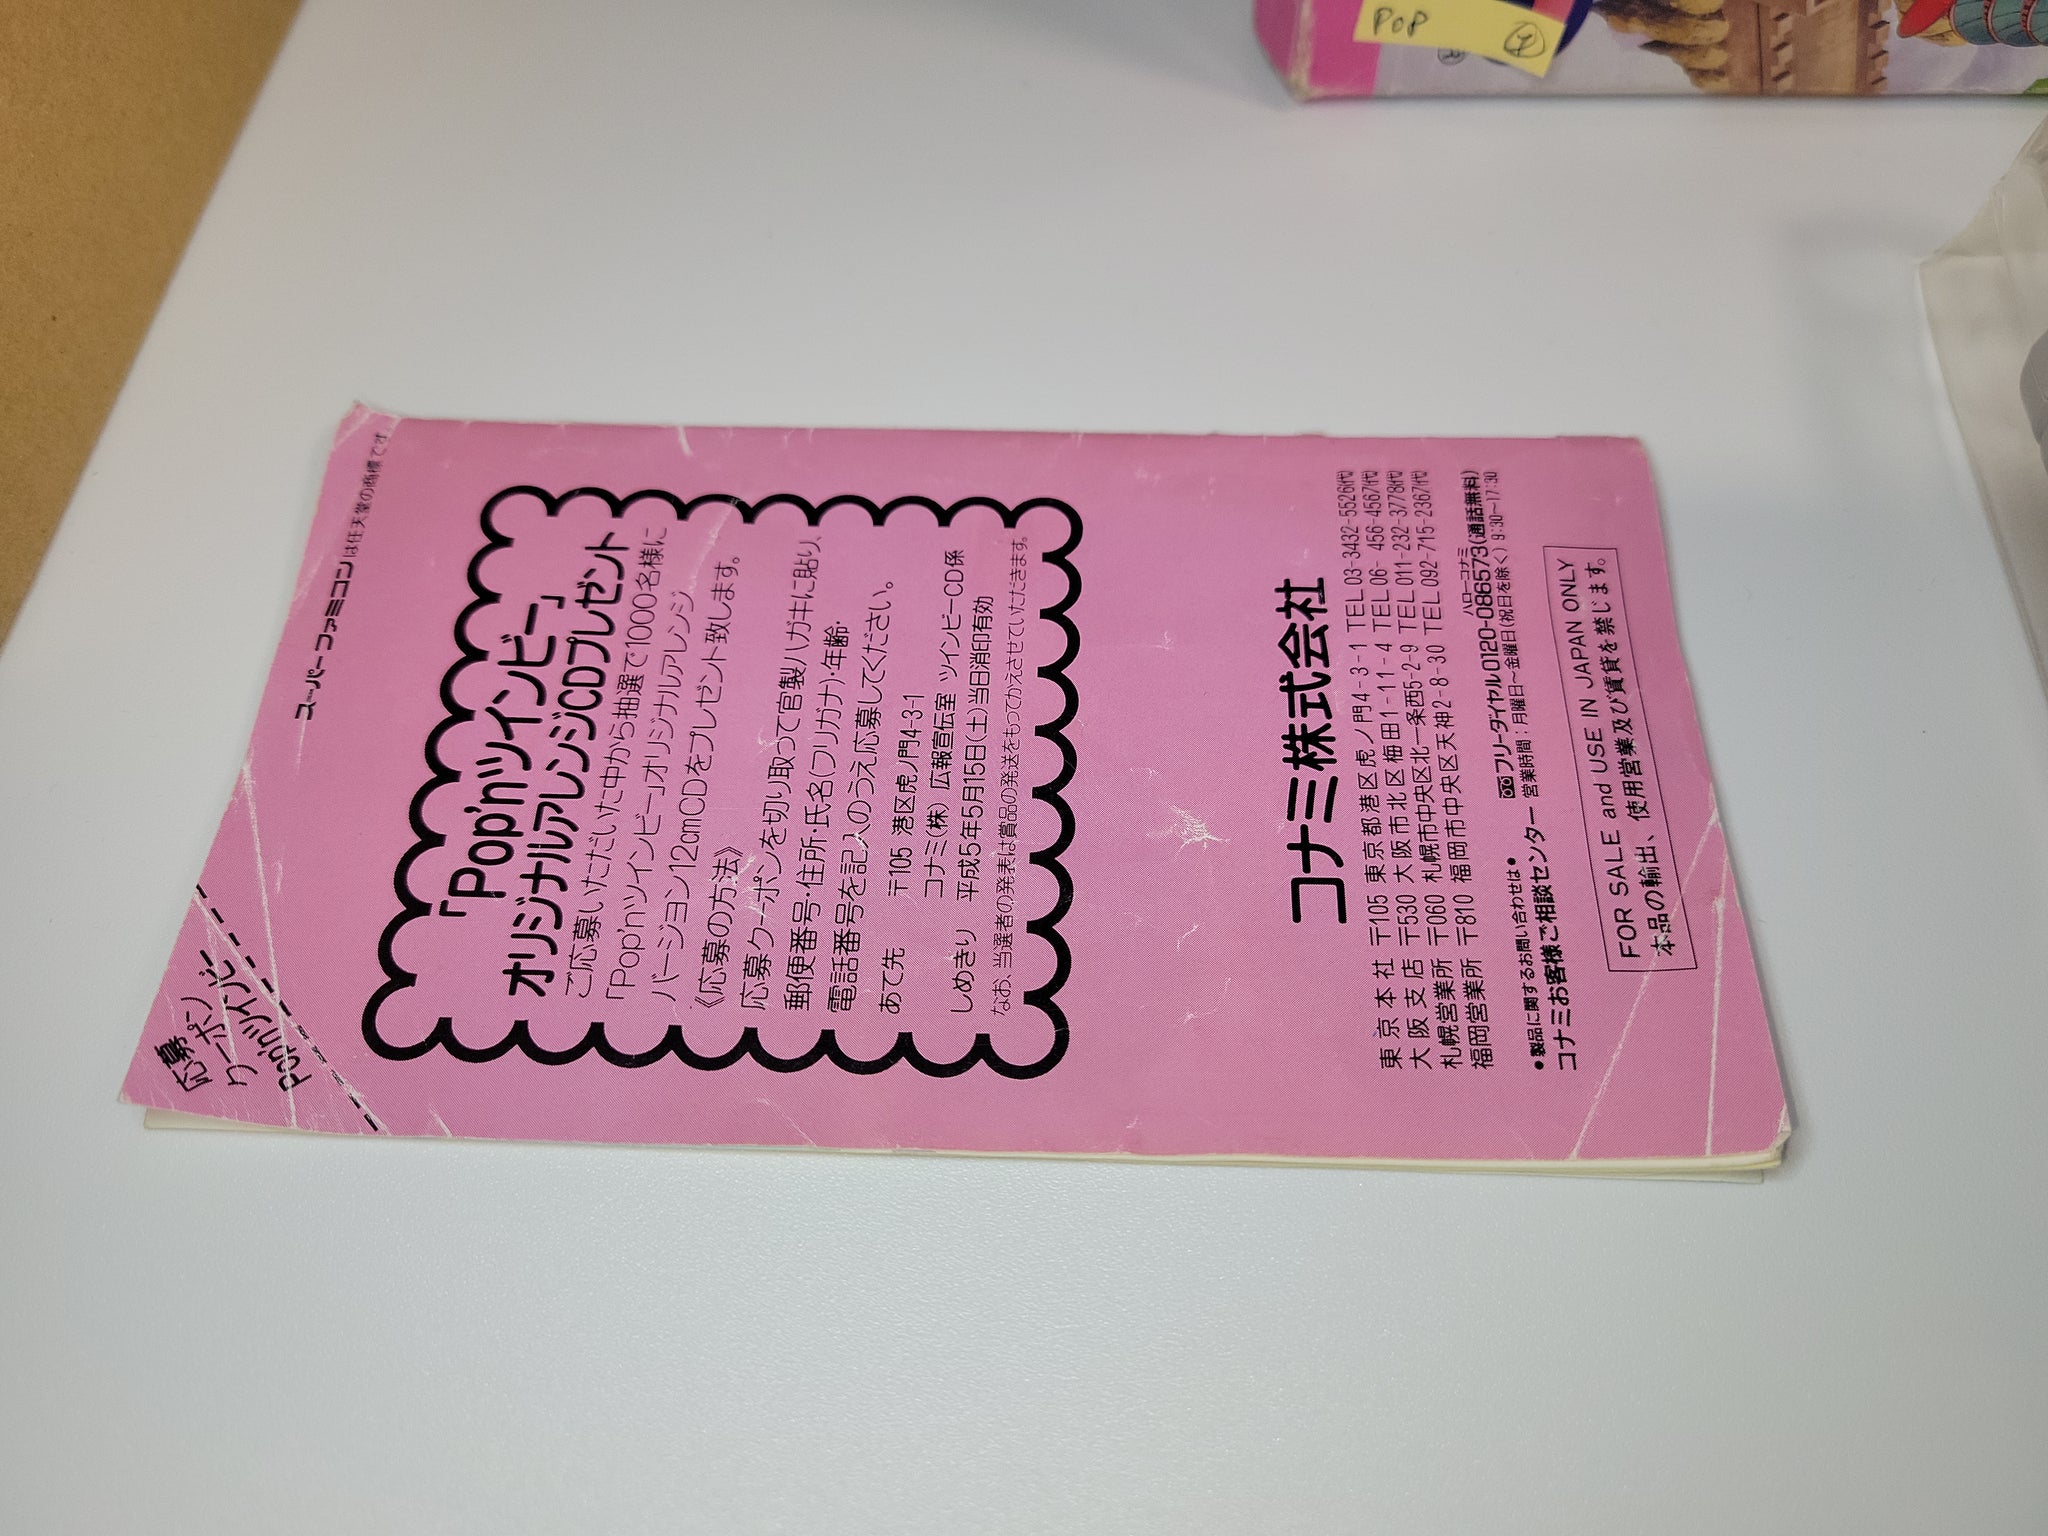 POP
スーパーファミコンは任天堂の商標です。
応募
クーポン
Pop'nツインビー
「Pop'nツインビー」
オリジナルアレンジCDプレゼント
ご応募いただいた中から抽選で1000名様に
「Pop'nツインビー」オリジナルアレンジ
バージョン12cmCDをプレゼント致します。
《応募の方法》
応募クーポンを切り取って官製ハガキに貼り、
郵便番号・住所・氏名(フリガナ)・年齢・
電話番号を記入のうえ応募してください。
あて先 〒105 港区虎ノ門4-3-1
コナミ(株) 広報宣伝室 ツインビーCD係
しめきり 平成5年5月15日(土)当日消印有効
なお、当選者の発表は賞品の発送をもってかえさせていただきます。
コナミ株式会社
東京本社 〒105 東京都港区虎ノ門4-3-1 TEL 03-3432-5526㈹
大阪支店 〒530 大阪市北区梅田1-11-4 TEL 06-456-4567㈹
札幌営業所 〒060 札幌市中央区北一条西5-2-9 TEL 011-232-3778㈹
福岡営業所 〒810 福岡市中央区天神2-8-30 TEL 092-715-2367㈹
●製品に関するお問い合わせは●
ハローコナミ
コナミお客様ご相談センター フリーダイヤル0120-086573(通話無料)
営業時間:月曜日〜金曜日(祝日を除く) 9:30〜17:30
FOR SALE and USE IN JAPAN ONLY
本品の輸出、使用営業及び賃貸を禁じます。